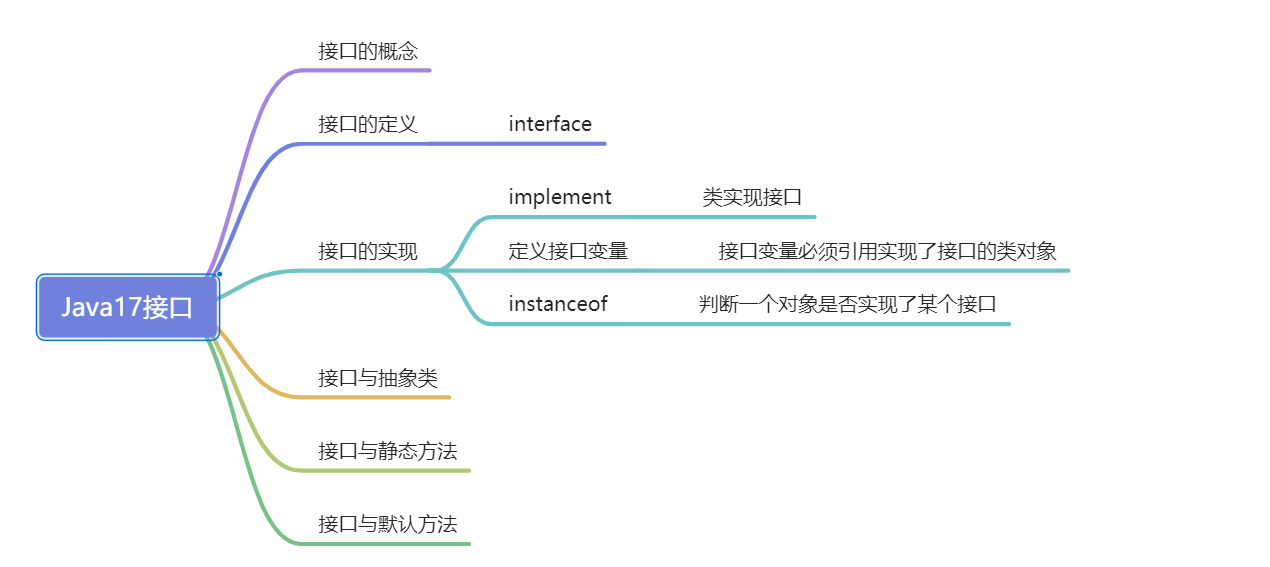 接口的概念
接口的定义
interface
implement
类实现接口
接口的实现
定义接口变量
接口变量必须引用实现了接口的类对象
instanceof
判断一个对象是否实现了某个接口
Java17接口
接口与抽象类
接口与静态方法
接口与默认方法